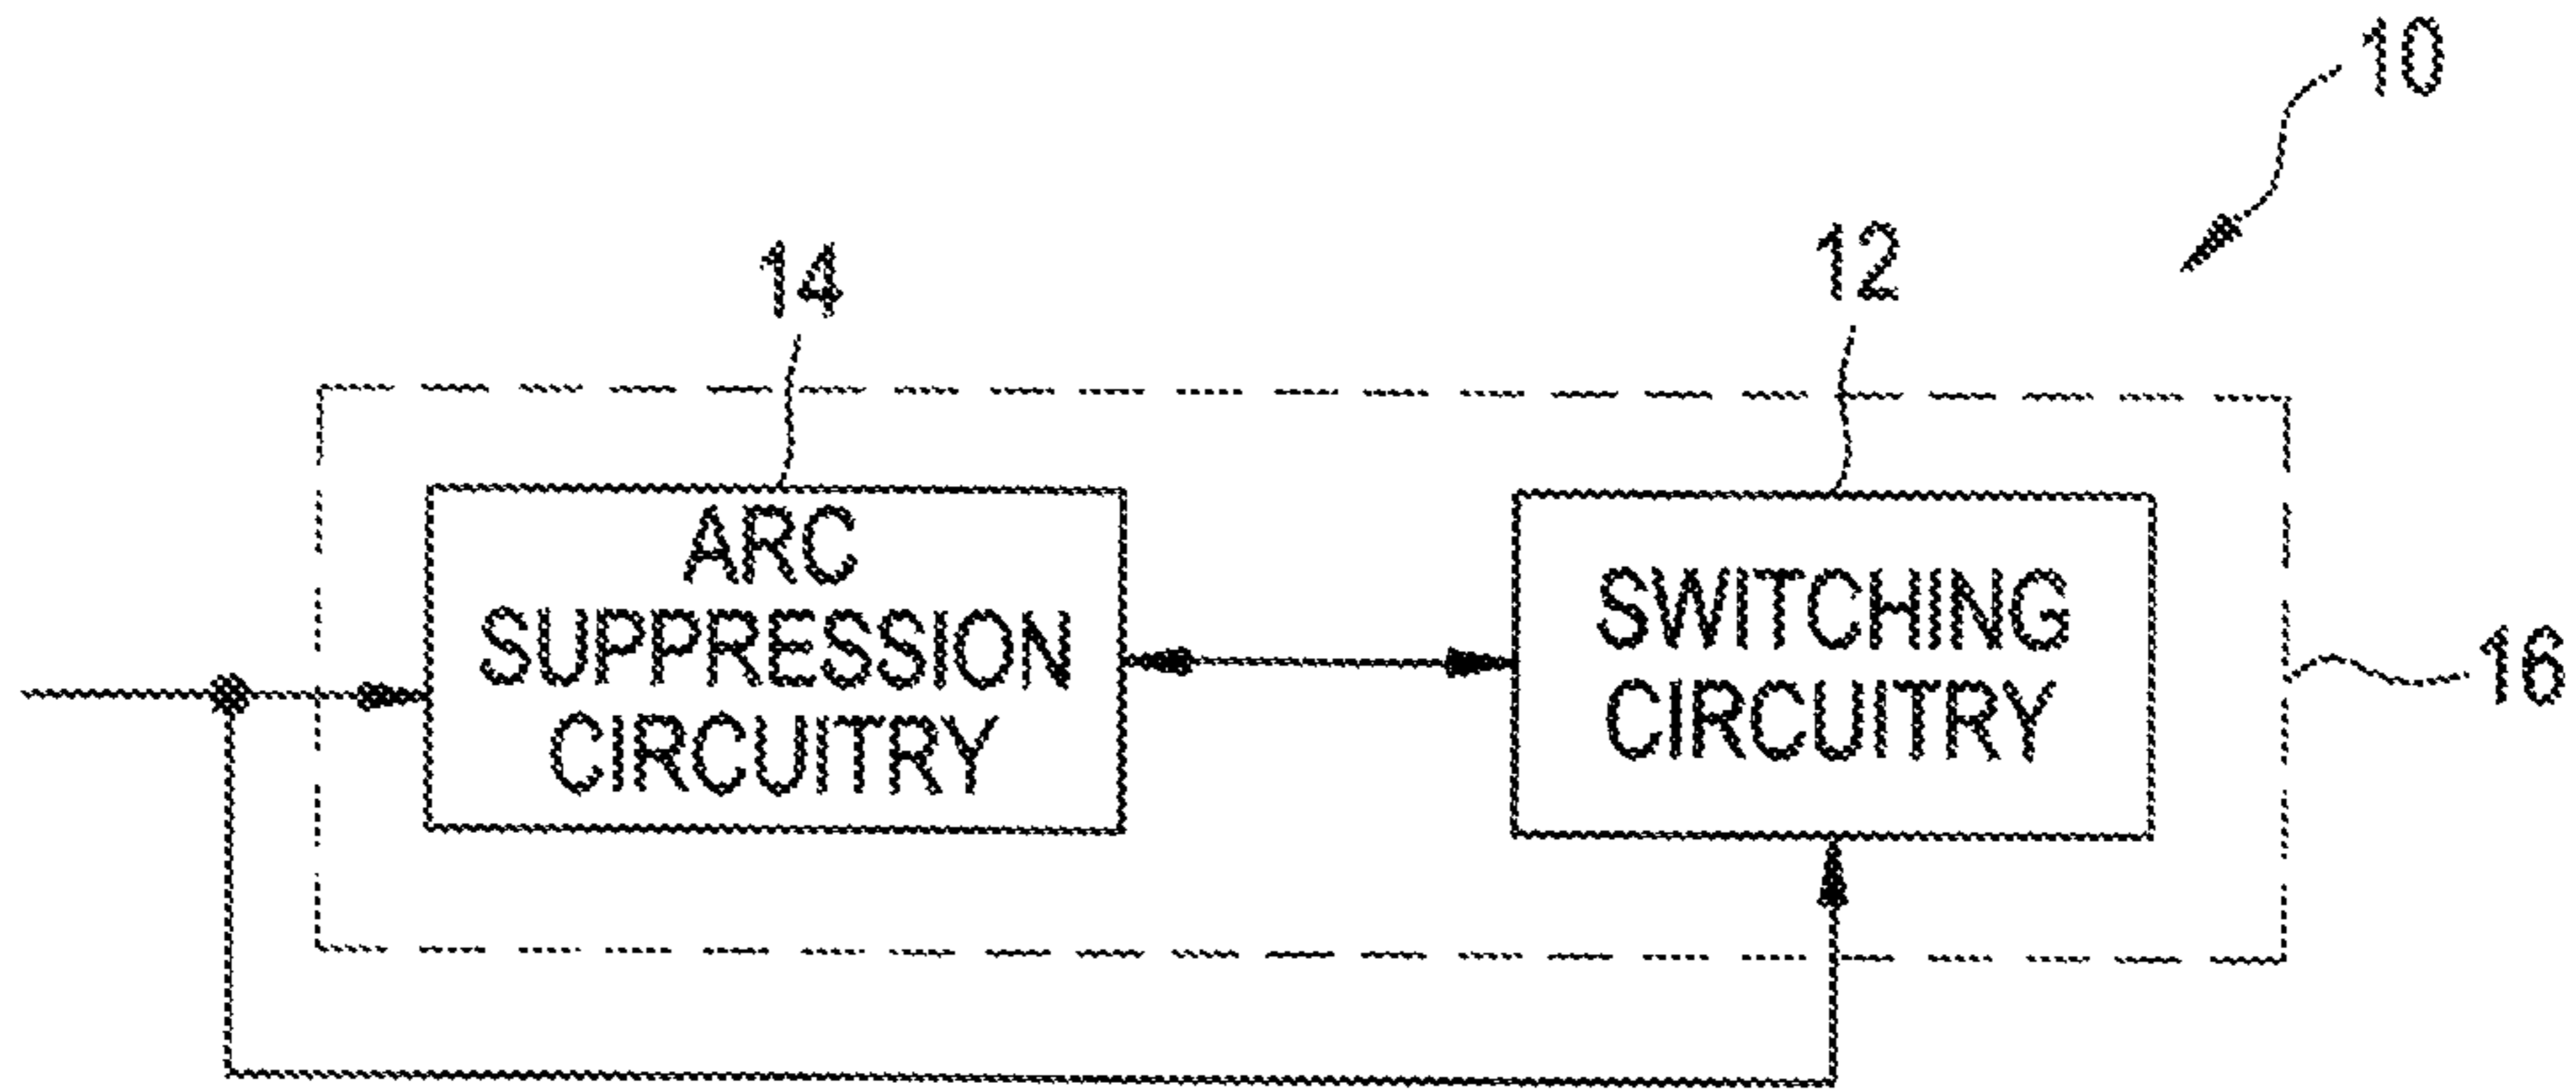 10
14
12
ARC
SUPPRESSION
CIRCUITRY
SWITCHING
CIRCUITRY
16